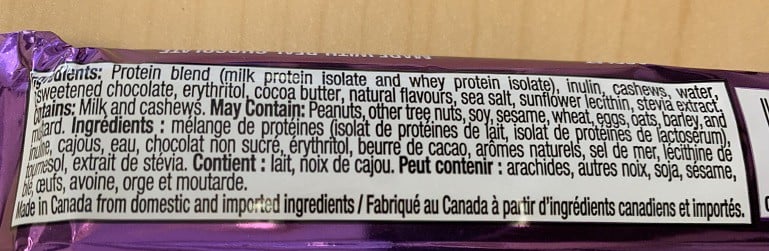 MADE WITH REAL CHOCOLATE
Ingredients: Protein blend (milk protein isolate and whey protein isolate), inulin, cashews, water,
unsweetened chocolate, erythritol, cocoa butter, natural flavours, sea salt, sunflower lecithin, stevia extract.
Contains: Milk and cashews. May Contain: Peanuts, other tree nuts, soy, sesame, wheat, eggs, oats, barley, and
mustard. Ingrédients : mélange de protéines (isolat de protéines de lait, isolat de protéines de lactosérum),
inuline, cajous, eau, chocolat non sucré, érythritol, beurre de cacao, arômes naturels, sel de mer, lécithine de
tournesol, extrait de stévia. Contient : lait, noix de cajou. Peut contenir : arachides, autres noix, soja, sésame,
blé, œufs, avoine, orge et moutarde.
Made in Canada from domestic and imported ingredients / Fabriqué au Canada à partir d'ingrédients canadiens et importés.